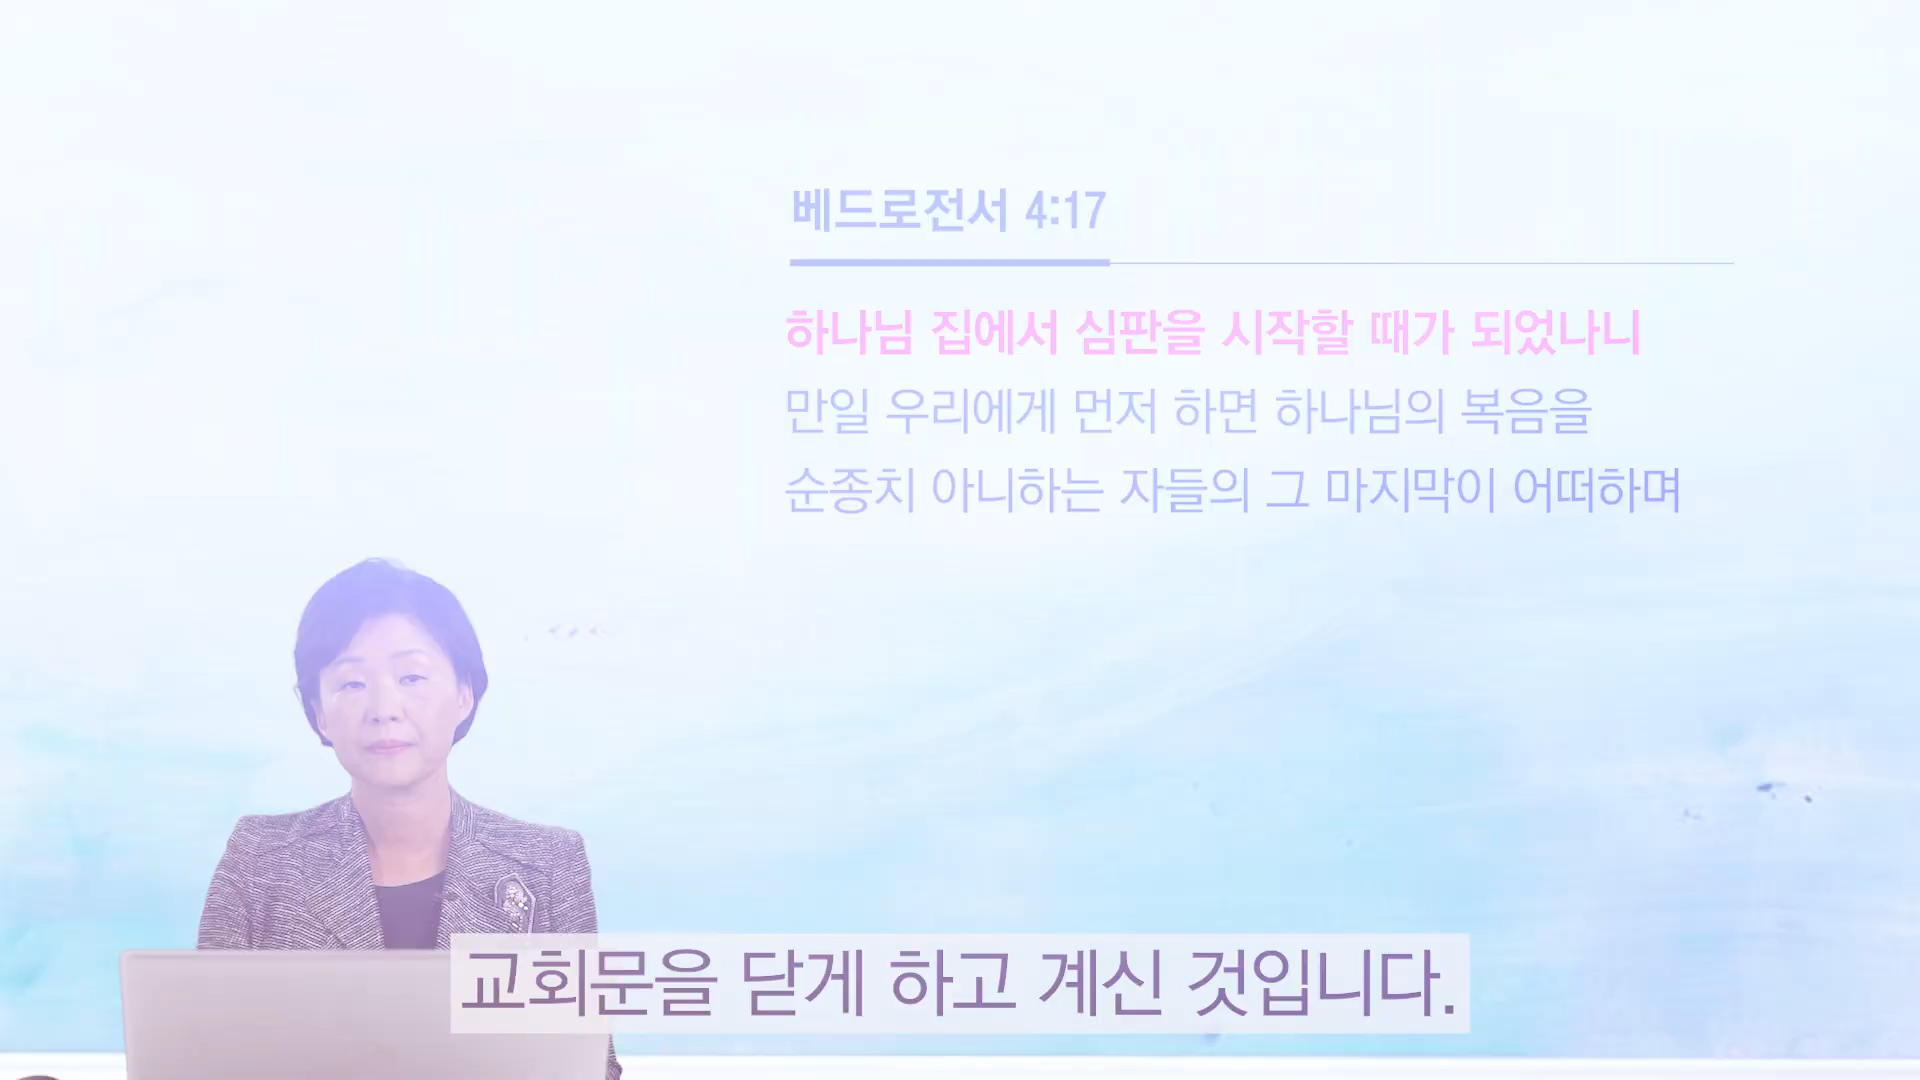 베드로전서 4:17
하나님 집에서 심판을 시작할 때가 되었나니
만일 우리에게 먼저 하면 하나님의 복음을
순종치 아니하는 자들의 그 마지막이 어떠하며
교회문을 닫게 하고 계신 것입니다.